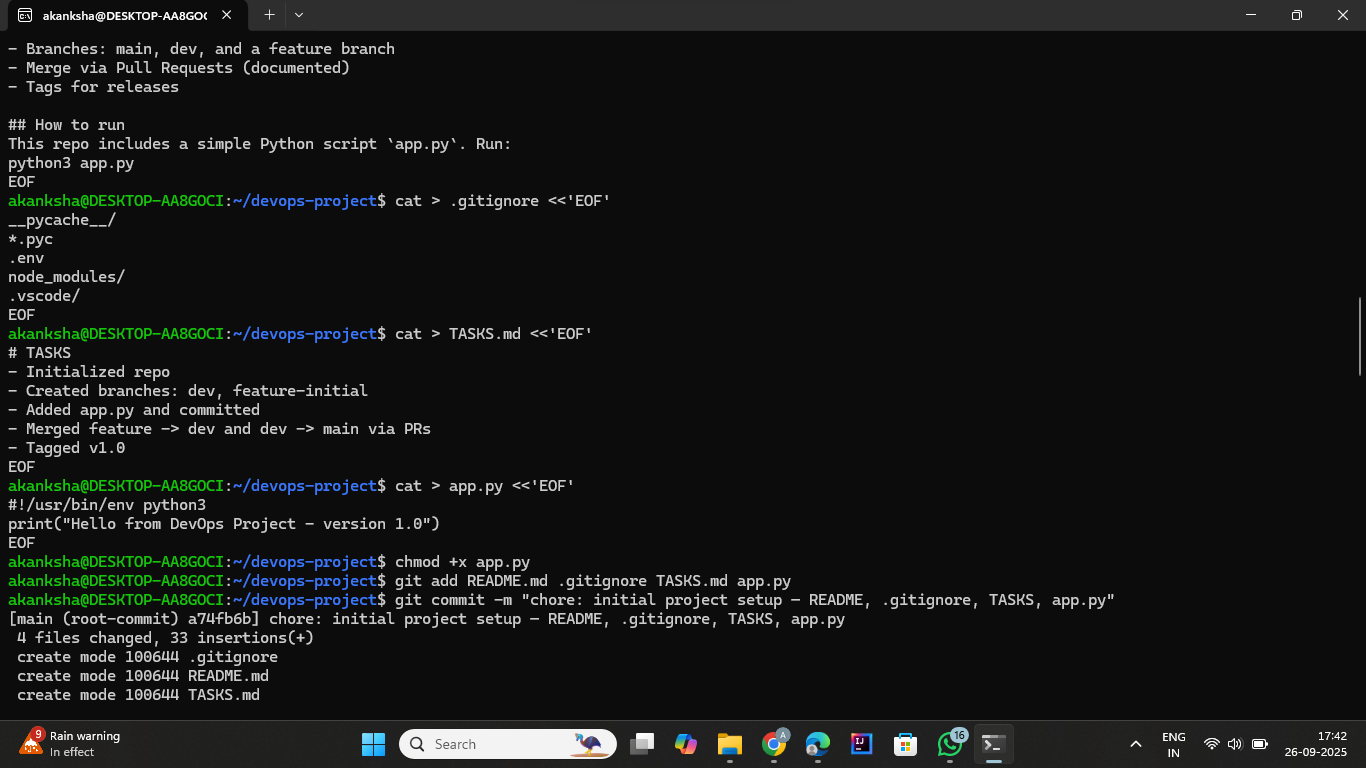 akanksha@DESKTOP-AA8GOC
- Branches: main, dev, and a feature branch
- Merge via Pull Requests (documented)
- Tags for releases
## How to run
This repo includes a simple Python script `app.py`. Run:
python3 app.py
EOF
akanksha@DESKTOP-AA8GOCI:~/devops-project$ cat > .gitignore <<'EOF'
__pycache__/
*.pyc
.env
node_modules/
.vscode/
EOF
akanksha@DESKTOP-AA8GOCI:~/devops-project$ cat > TASKS.md <<'EOF'
# TASKS
- Initialized repo
- Created branches: dev, feature-initial
- Added app.py and committed
- Merged feature -> dev and dev -> main via PRs
- Tagged v1.0
EOF
akanksha@DESKTOP-AA8GOCI:~/devops-project$ cat > app.py <<'EOF'
#!/usr/bin/env python3
print("Hello from DevOps Project - version 1.0")
EOF
akanksha@DESKTOP-AA8GOCI:~/devops-project$ chmod +x app.py
akanksha@DESKTOP-AA8GOCI:~/devops-project$ git add README.md .gitignore TASKS.md app.py
akanksha@DESKTOP-AA8GOCI:~/devops-project$ git commit -m "chore: initial project setup — README, .gitignore, TASKS, app.py"
[main (root-commit) a74fb6b] chore: initial project setup — README, .gitignore, TASKS, app.py
4 files changed, 33 insertions(+)
create mode 100644 .gitignore
create mode 100644 README.md
create mode 100644 TASKS.md
9
Rain warning
In effect
Search
A
IJ
16
ENG
IN
17:42
26-09-2025